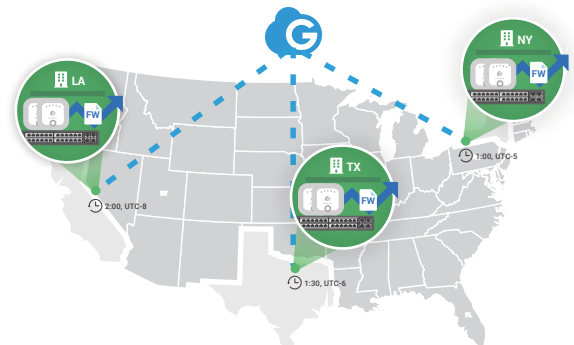 G
NY
FW
LA
FW
1:00, UTC-5
TX
FW
2:00, UTC-8
1:30, UTC-6